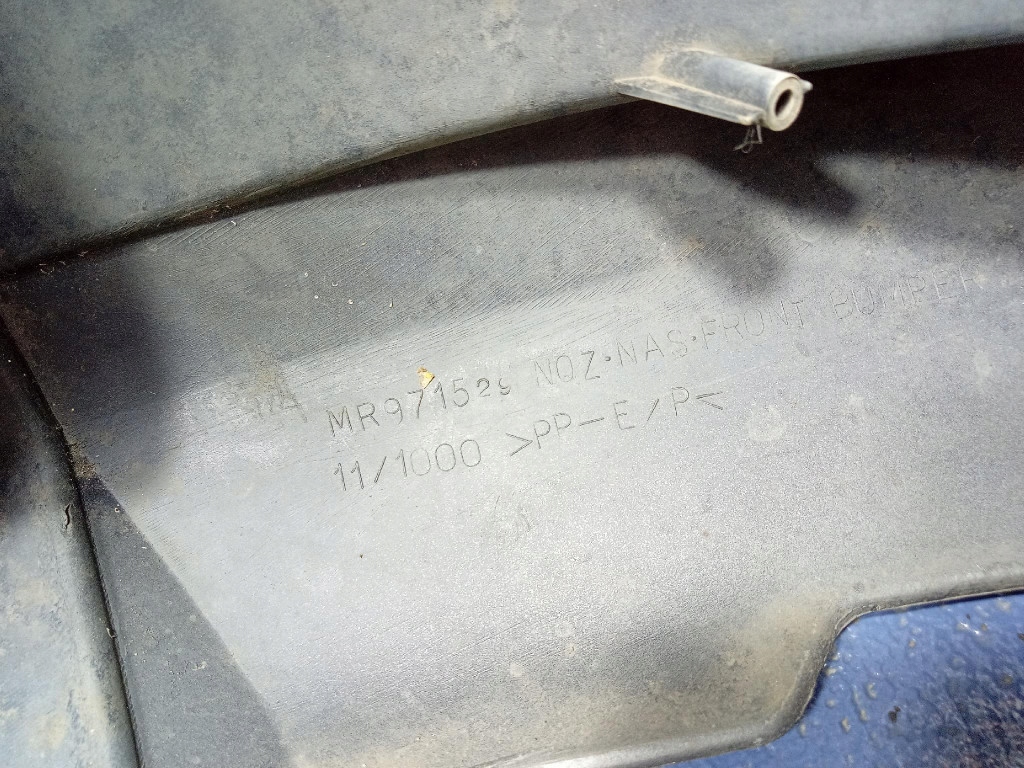 MR971529 NOZ·NAS·FRONT BUMPER
11/1000 >PP-E/P<